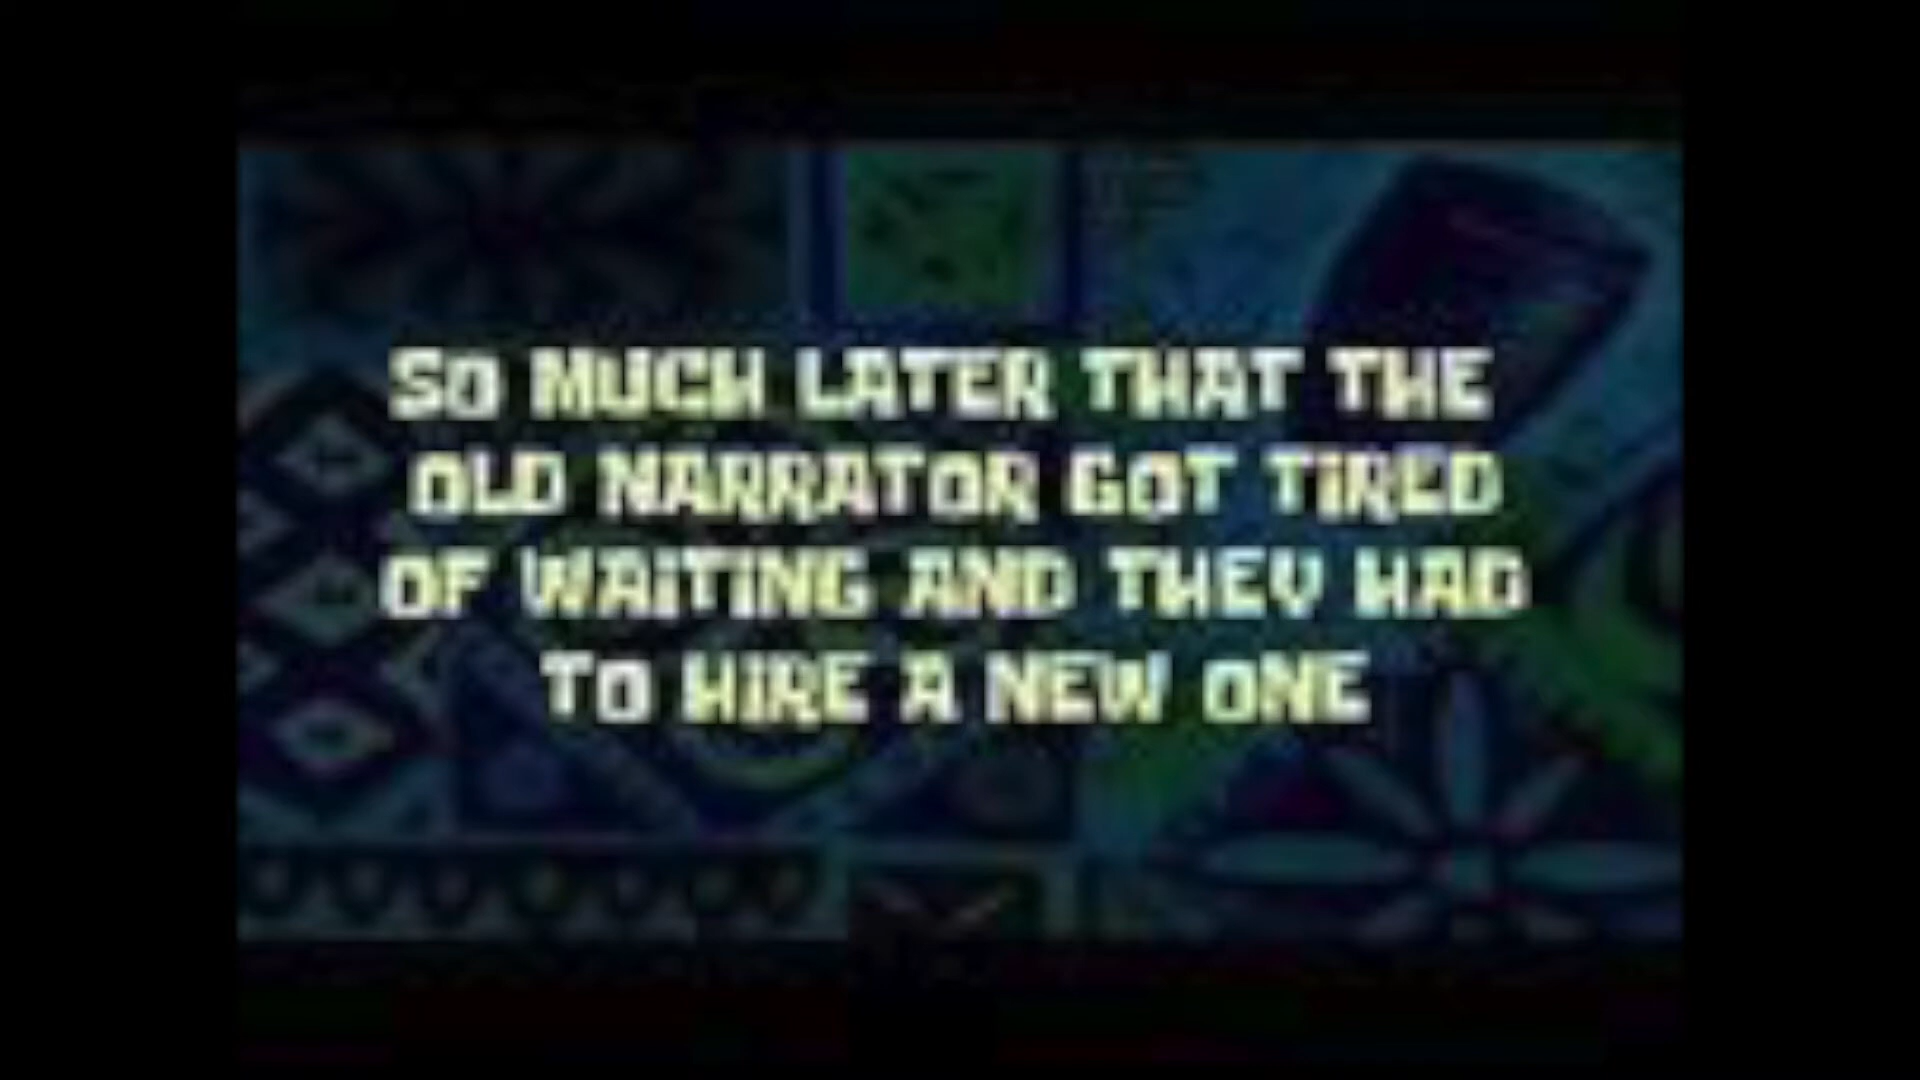 SO MUCH LATER THAT THE
OLD NARRATOR GOT TIRED
OF WAITING AND THEY HAD
TO HIRE A NEW ONE